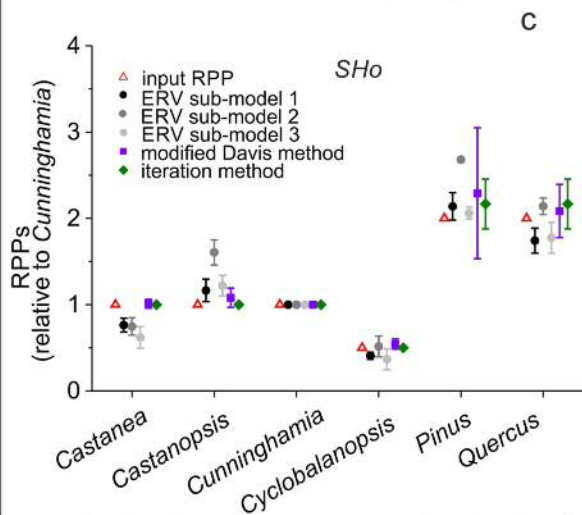 C
SHo
input RPP
ERV sub-model 1
ERV sub-model 2
ERV sub-model 3
modified Davis method
iteration method
RPPs
(relative to Cunninghamia)
4
3
2
1
0
Castanea
Castanopsis
Cunninghamia
Cyclobalanopsis
Pinus
Quercus